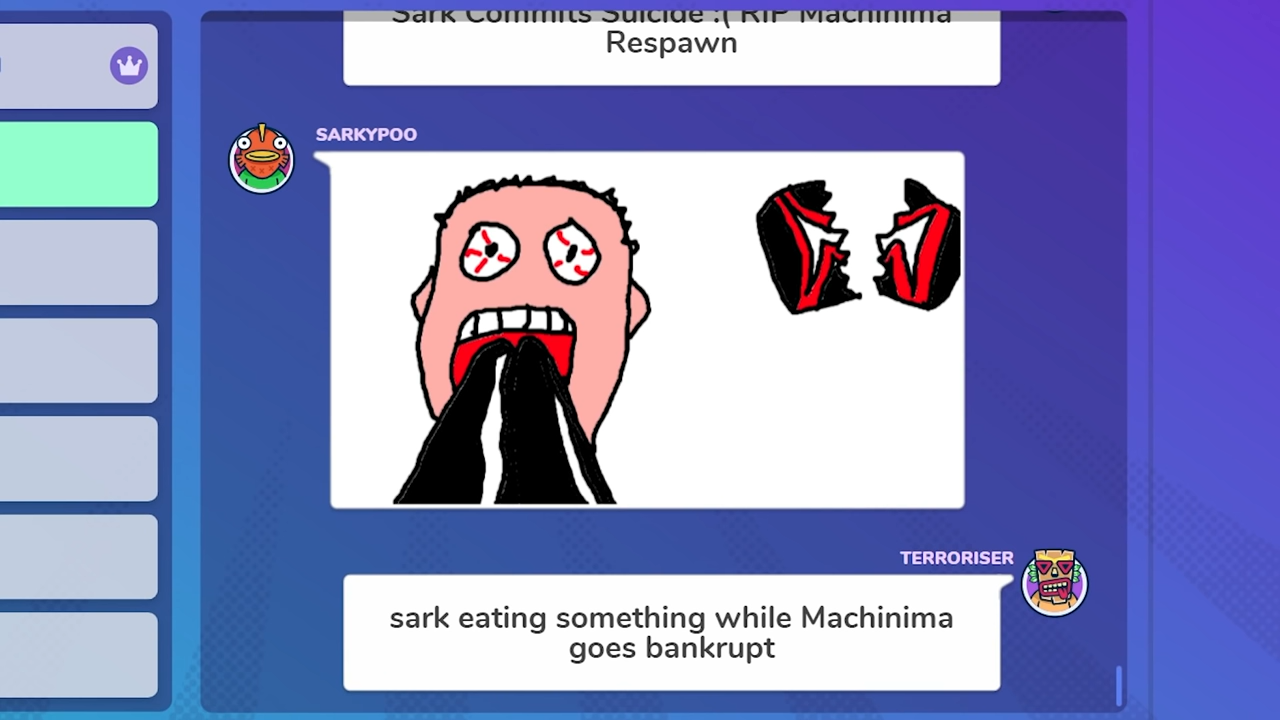 Sark Commits Suicide :( RIP Machinima
Respawn
SARKYPOO
TERRORISER
sark eating something while Machinima
goes bankrupt